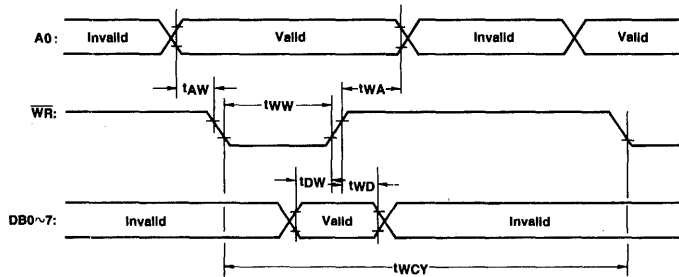 A0: Invalid Valid Invalid Valid
tAW tWW tWA
WR:
tDW tWD
DB0~7: Invalid Valid Invalid
tWCY